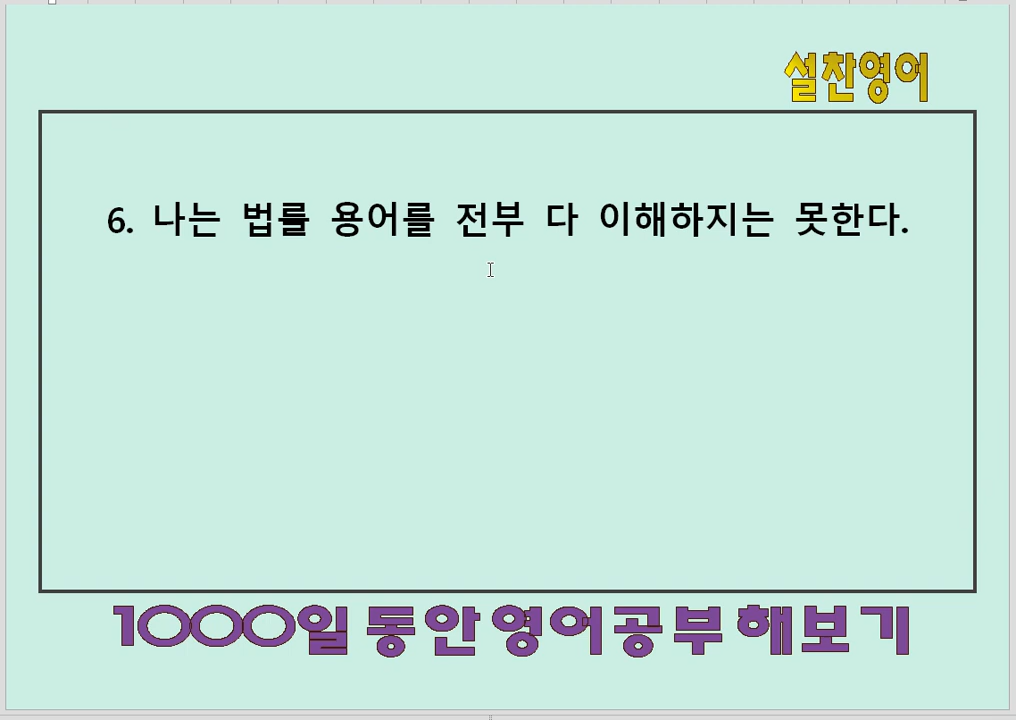 설찬영어
6. 나는 법률 용어를 전부 다 이해하지는 못한다.
1000일 동안 영어공부 해보기